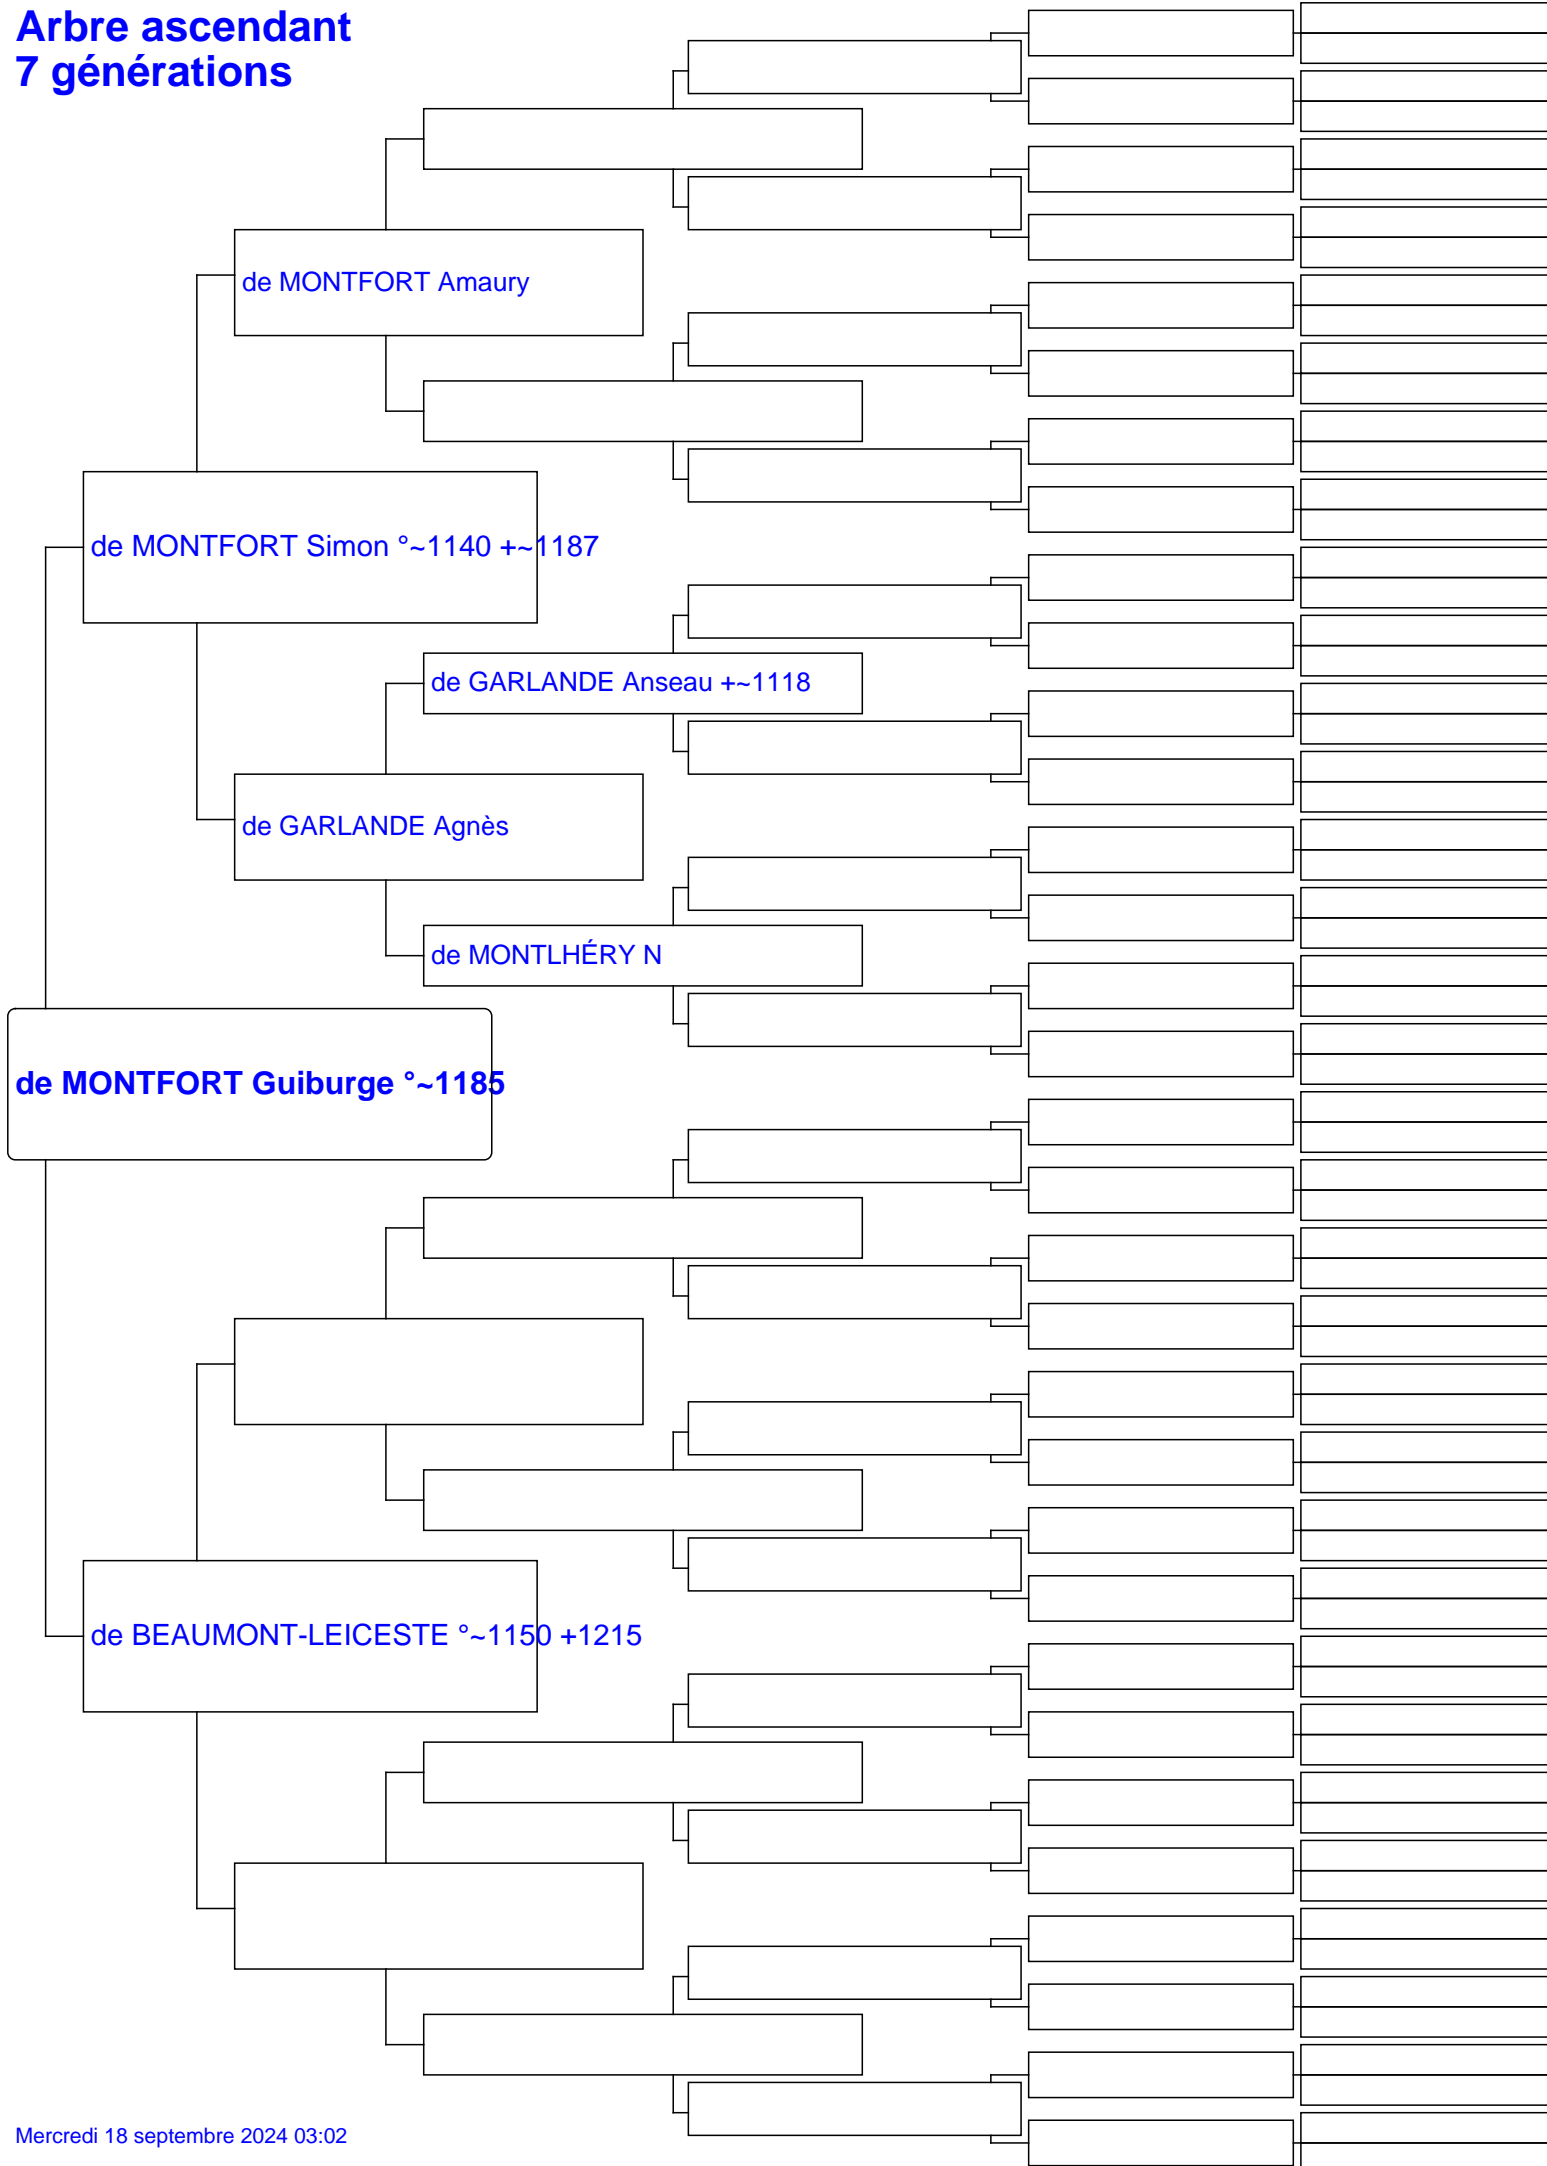 Arbre ascendant
7 générations
de MONTFORT Amaury
de MONTFORT Simon °~1140 +~1187
de GARLANDE Anseau +~1118
de GARLANDE Agnès
de MONTLHÉRY N
de MONTFORT Guiburge °~1185
de BEAUMONT-LEICESTE °~1150 +1215
Mercredi 18 septembre 2024 03:02